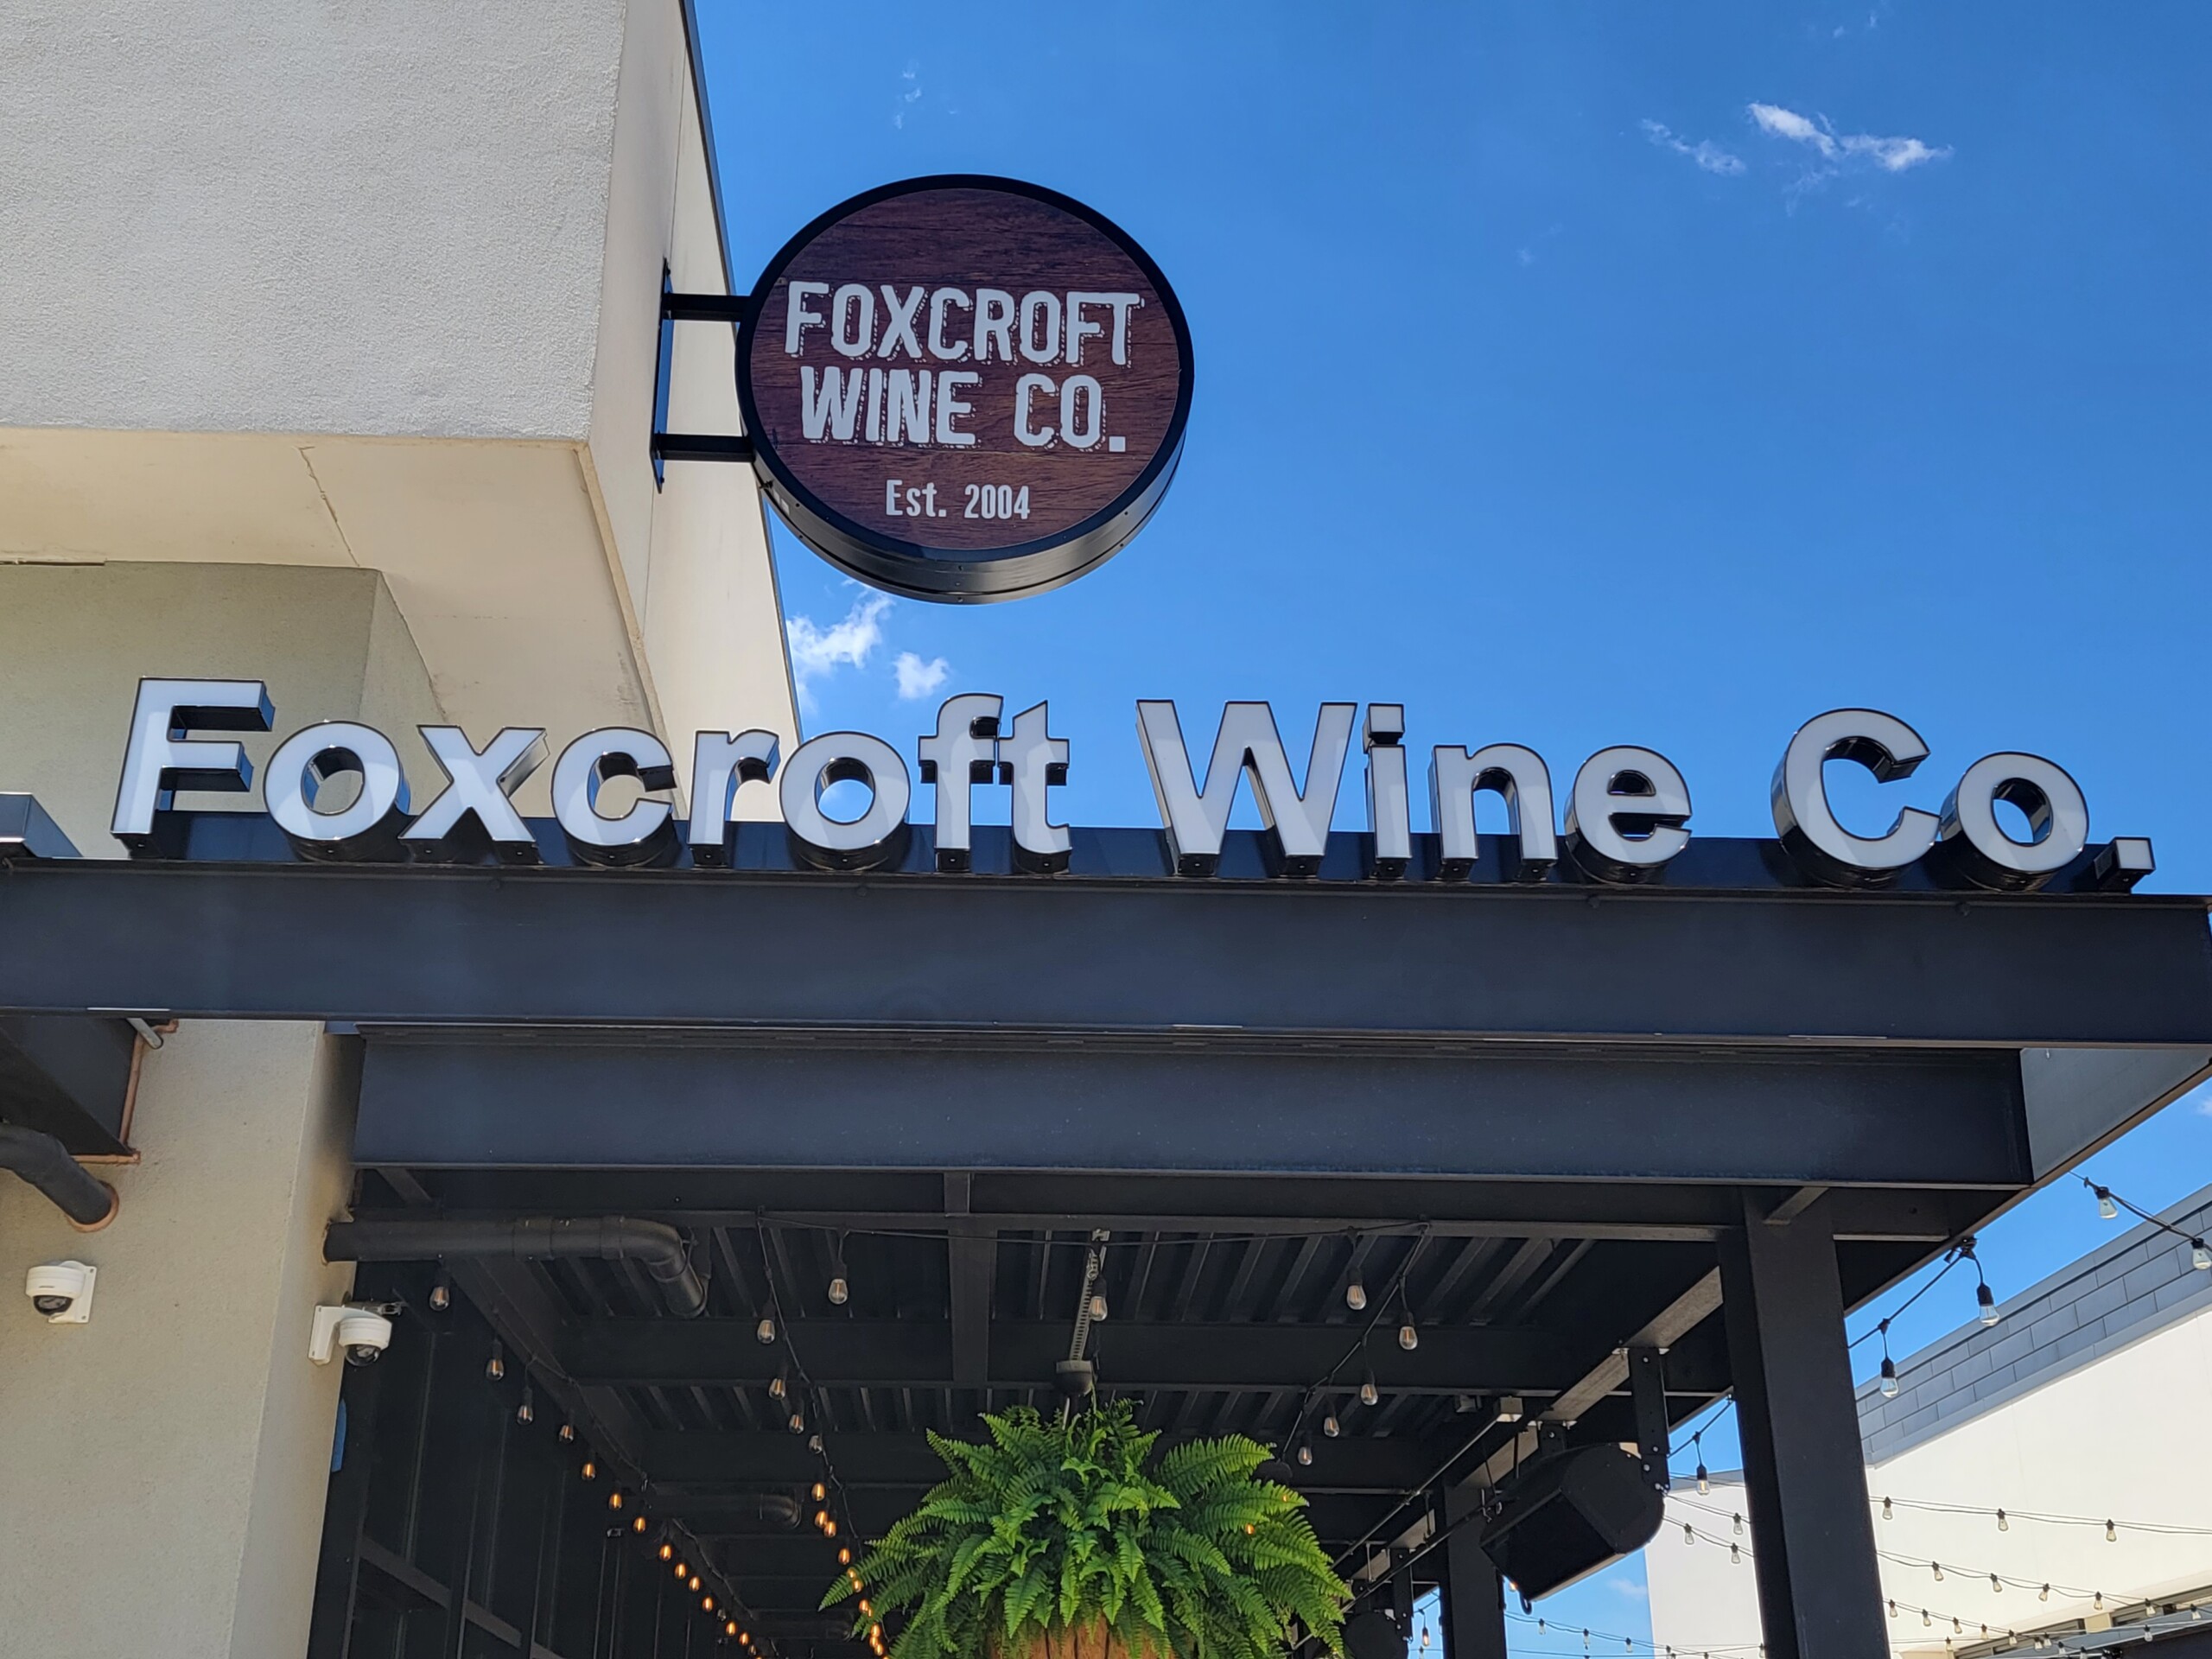 FOXCROFT
WINE CO.
Est. 2004
Foxcroft Wine Co.